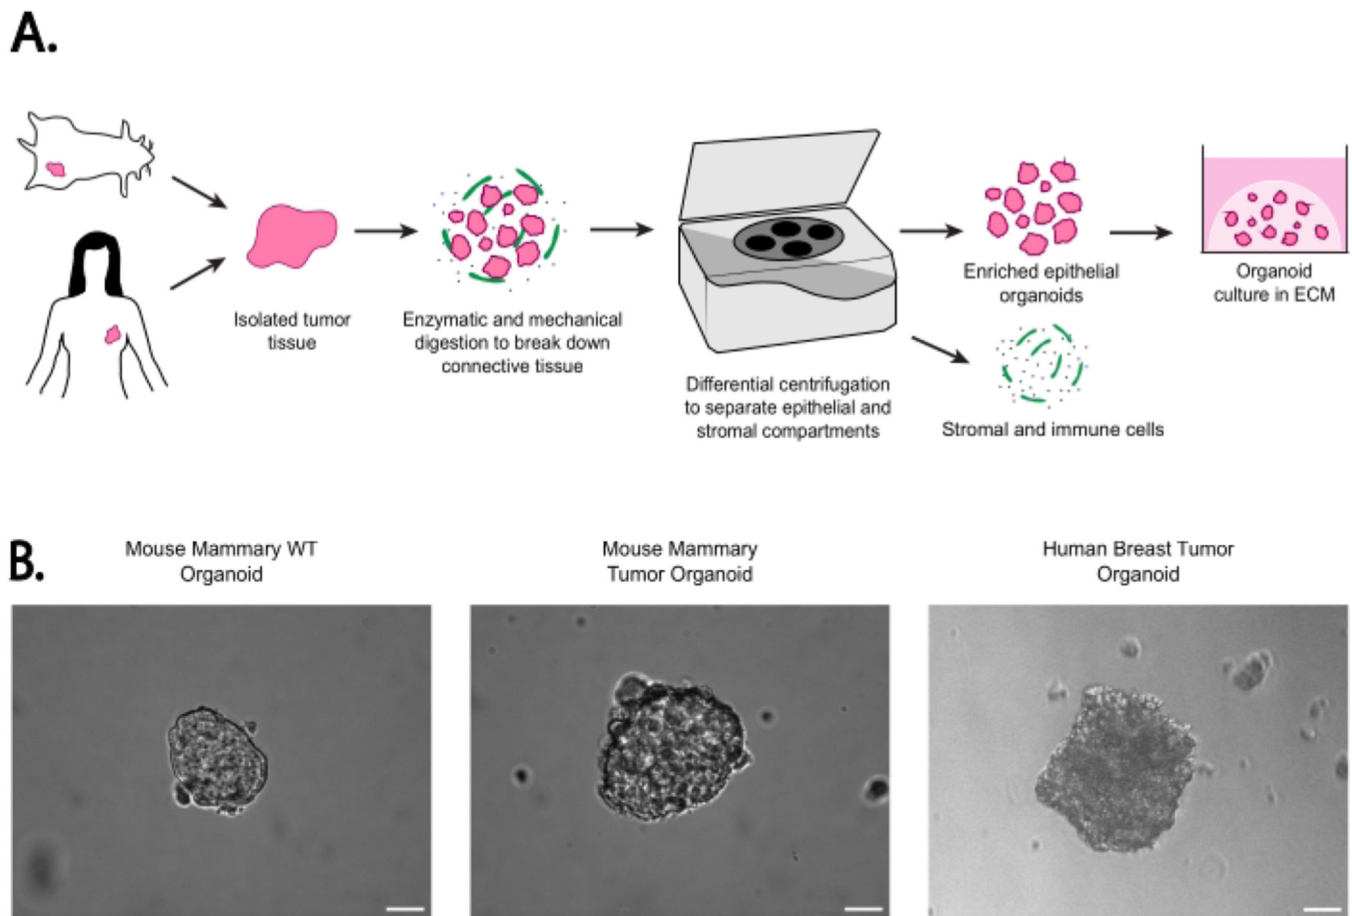 A.
Isolated tumor
tissue
Enzymatic and mechanical
digestion to break down
connective tissue
Differential centrifugation
to separate epithelial and
stromal compartments
Enriched epithelial
organoids
Stromal and immune cells
Organoid
culture in ECM
B.
Mouse Mammary WT
Organoid
Mouse Mammary
Tumor Organoid
Human Breast Tumor
Organoid